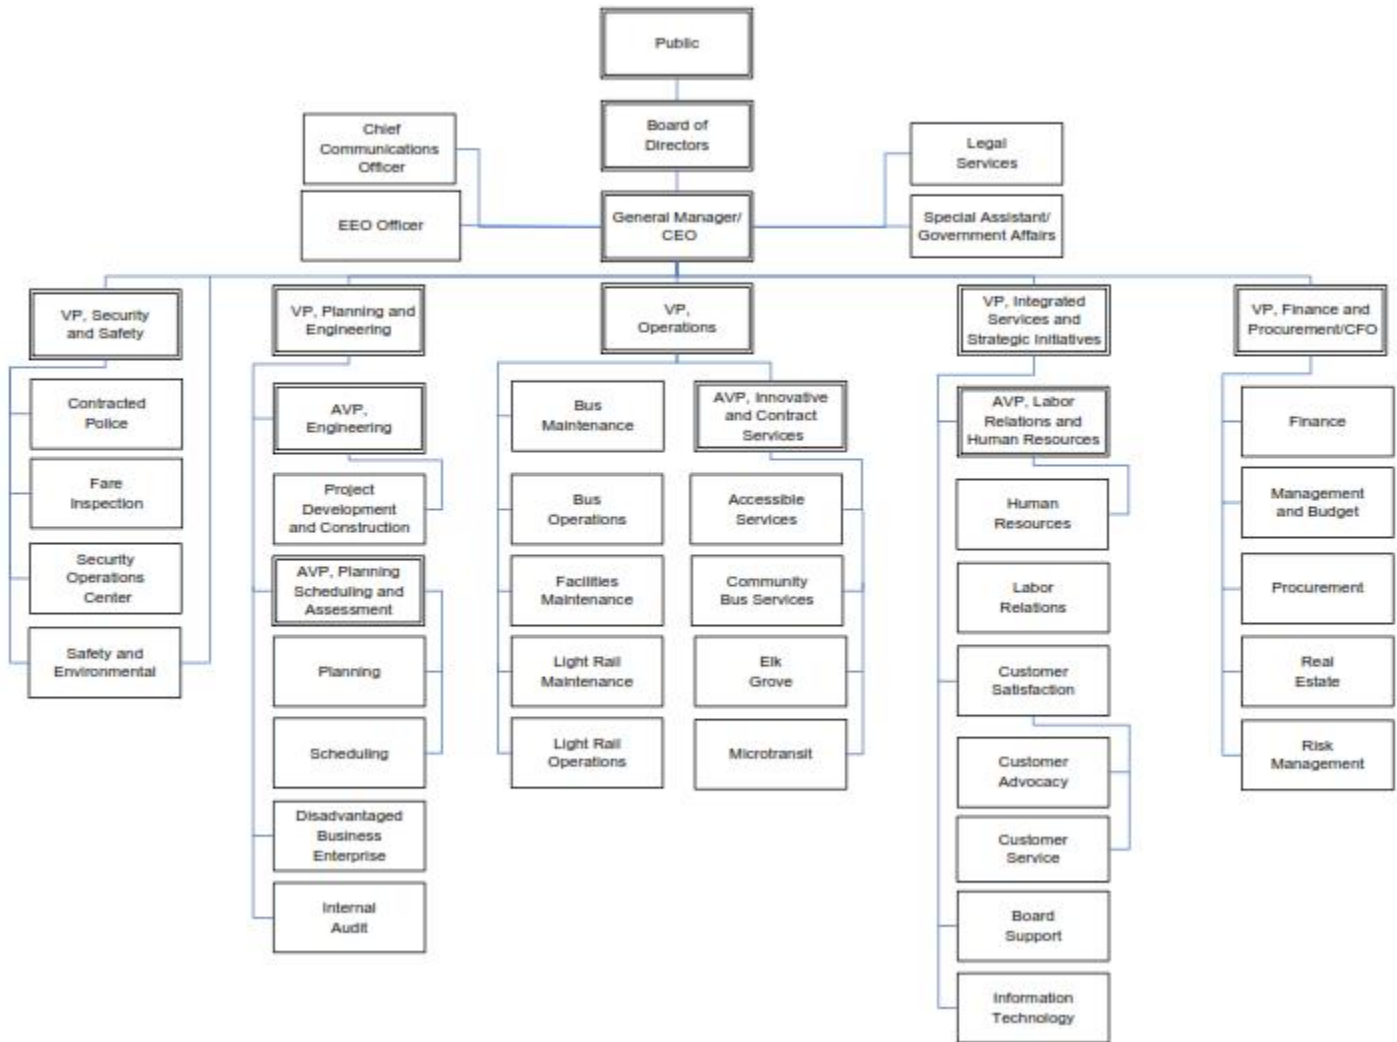 Public
Board of
Directors
Chief
Communications
Officer
Legal
Services
EEO Officer
General Manager/
CEO
Special Assistant/
Government Affairs
VP, Security
and Safety
Contracted
Police
Fare
Inspection
Security
Operations
Center
Safety and
Environmental
VP, Planning and
Engineering
AVP,
Engineering
Project
Development
and Construction
AVP, Planning
Scheduling and
Assessment
Planning
Scheduling
Disadvantaged
Business
Enterprise
Internal
Audit
VP,
Operations
Bus
Maintenance
Bus
Operations
Facilities
Maintenance
Light Rail
Maintenance
Light Rail
Operations
AVP, Innovative
and Contract
Services
Accessible
Services
Community
Bus Services
Elk
Grove
Microtransit
VP, Integrated
Services and
Strategic Initiatives
AVP, Labor
Relations and
Human Resources
Human
Resources
Labor
Relations
Customer
Satisfaction
Customer
Advocacy
Customer
Service
Board
Support
Information
Technology
VP, Finance and
Procurement/CFO
Finance
Management
and Budget
Procurement
Real
Estate
Risk
Management